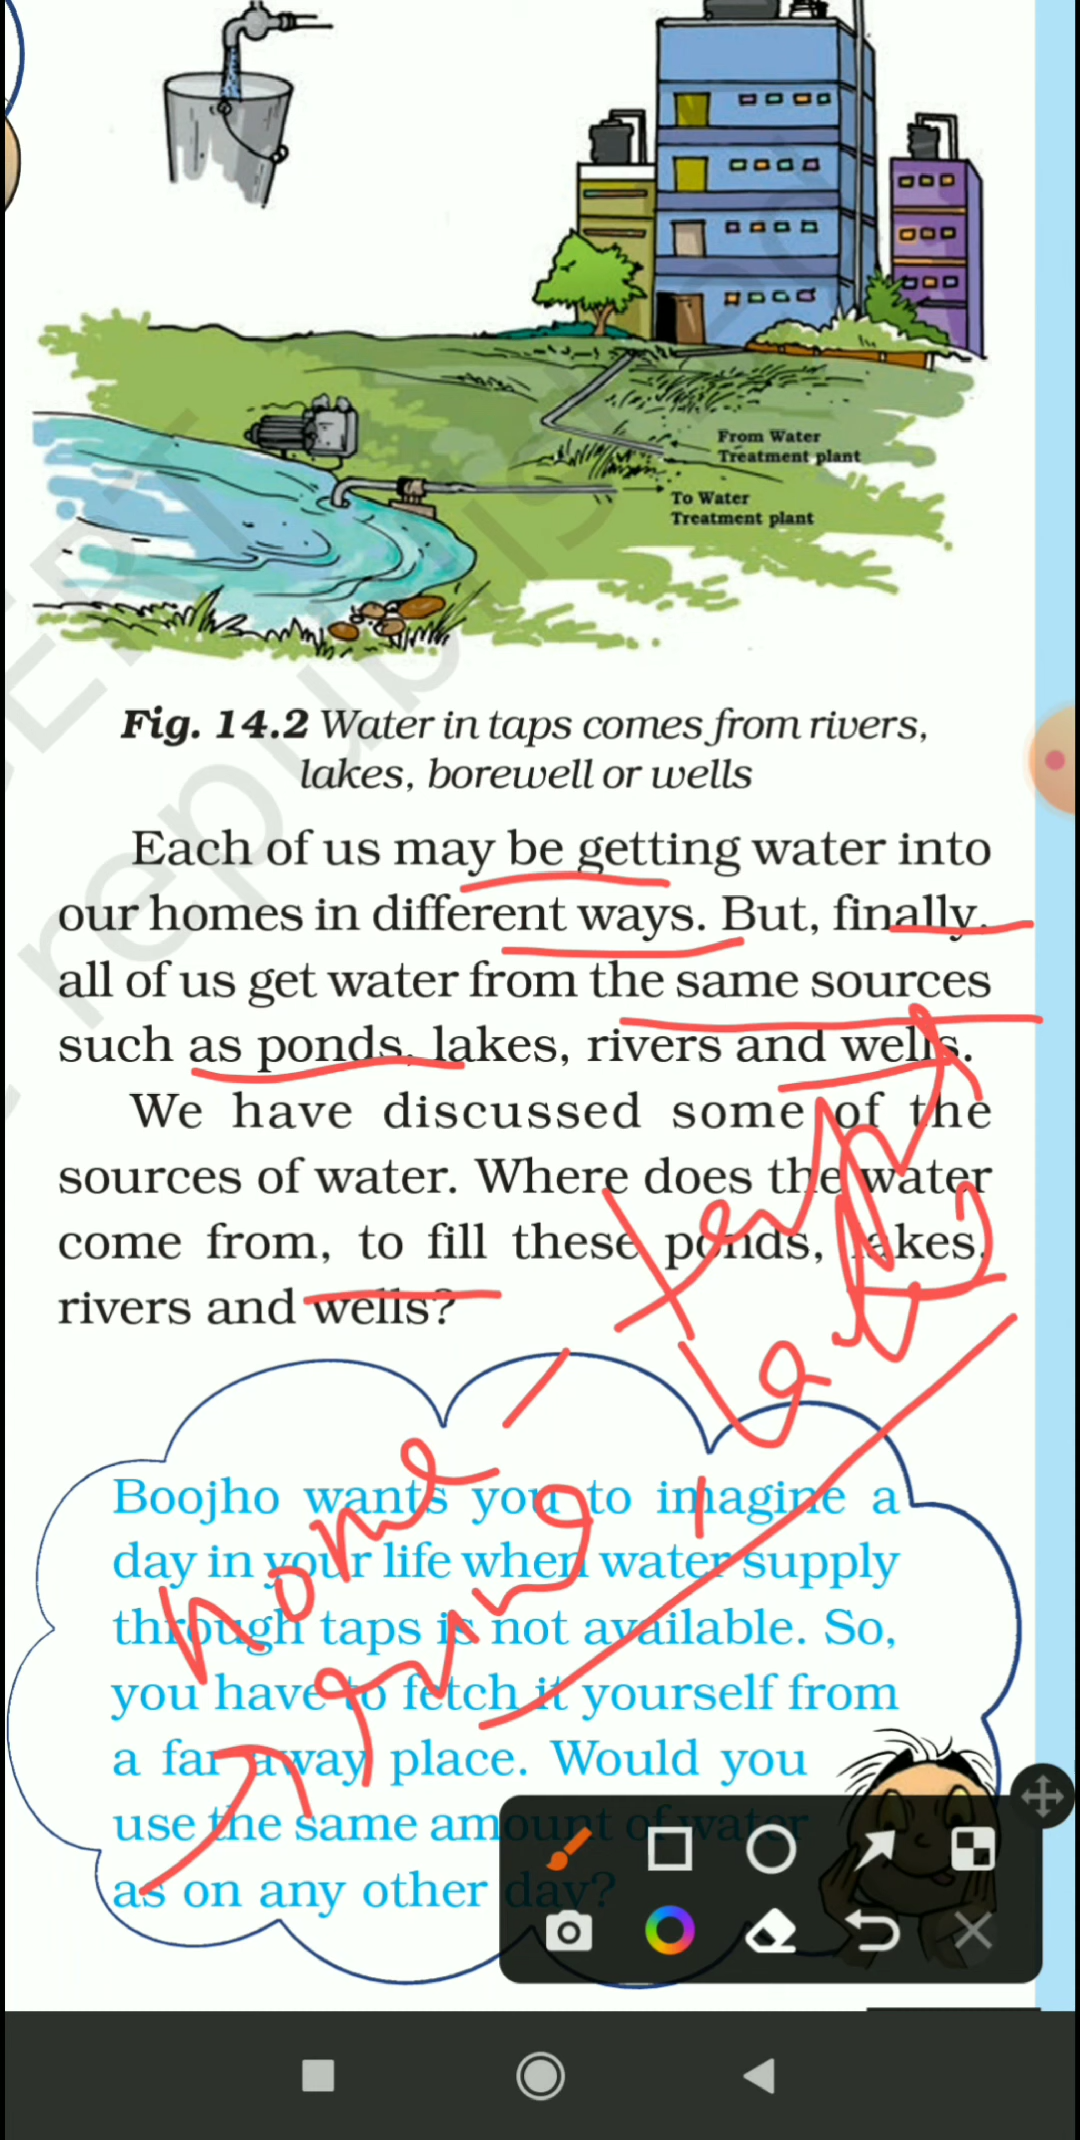 From Water
Treatment plant
To Water
Treatment plant
Fig. 14.2 Water in taps comes from rivers,
lakes, borewell or wells
Each of us may be getting water into
our homes in different ways. But, finally,
all of us get water from the same sources
such as ponds, lakes, rivers and wells.
We have discussed some of the
sources of water. Where does the water
come from, to fill these ponds, lakes,
rivers and wells?
Boojho wants you to imagine a
day in your life when water supply
through taps is not available. So,
you have to fetch it yourself from
a far away place. Would you
use the same amount of water
as on any other day?
home